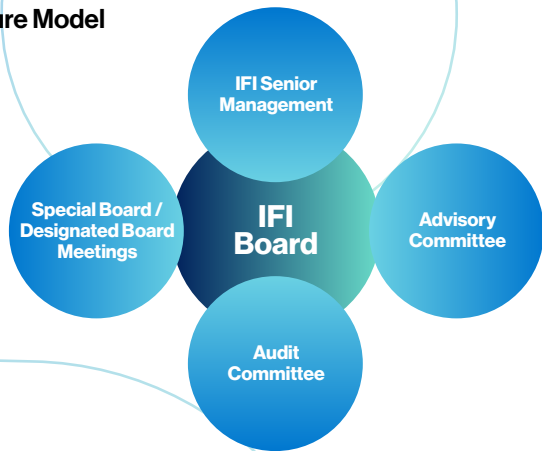 ure Model
IFI Senior
Management
Special Board /
Designated Board
Meetings
IFI
Board
Advisory
Committee
Audit
Committee